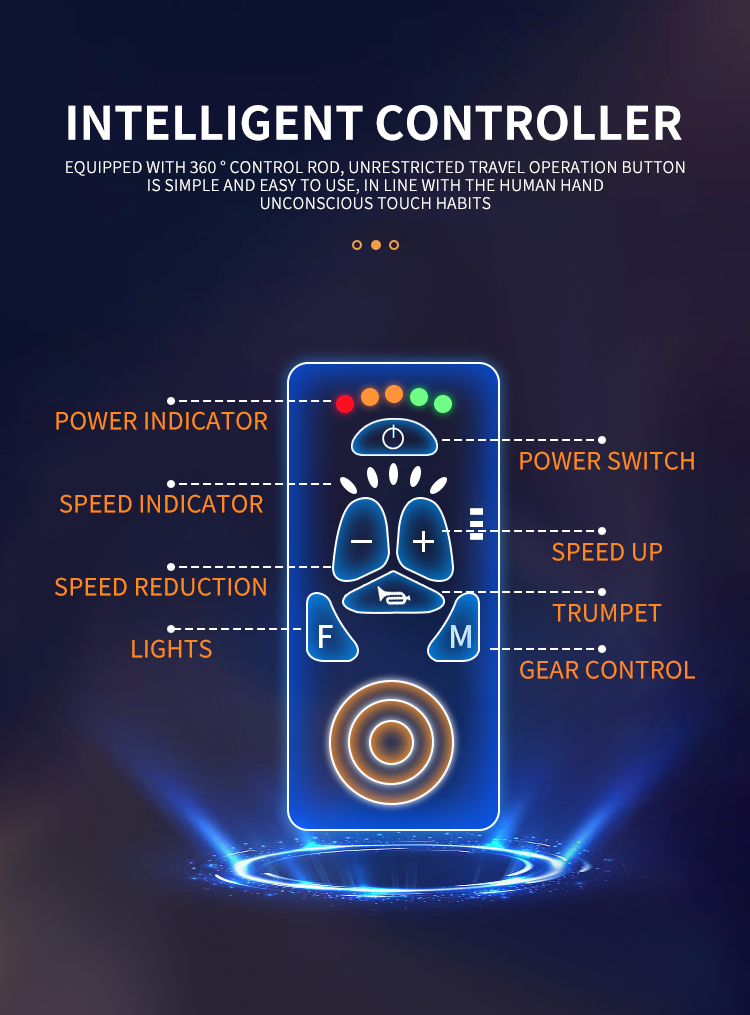 INTELLIGENT CONTROLLER
EQUIPPED WITH 360 ° CONTROL ROD, UNRESTRICTED TRAVEL OPERATION BUTTON
IS SIMPLE AND EASY TO USE, IN LINE WITH THE HUMAN HAND
UNCONSCIOUS TOUCH HABITS
POWER INDICATOR
POWER SWITCH
SPEED INDICATOR
− +
SPEED UP
SPEED REDUCTION
TRUMPET
F M
LIGHTS
GEAR CONTROL